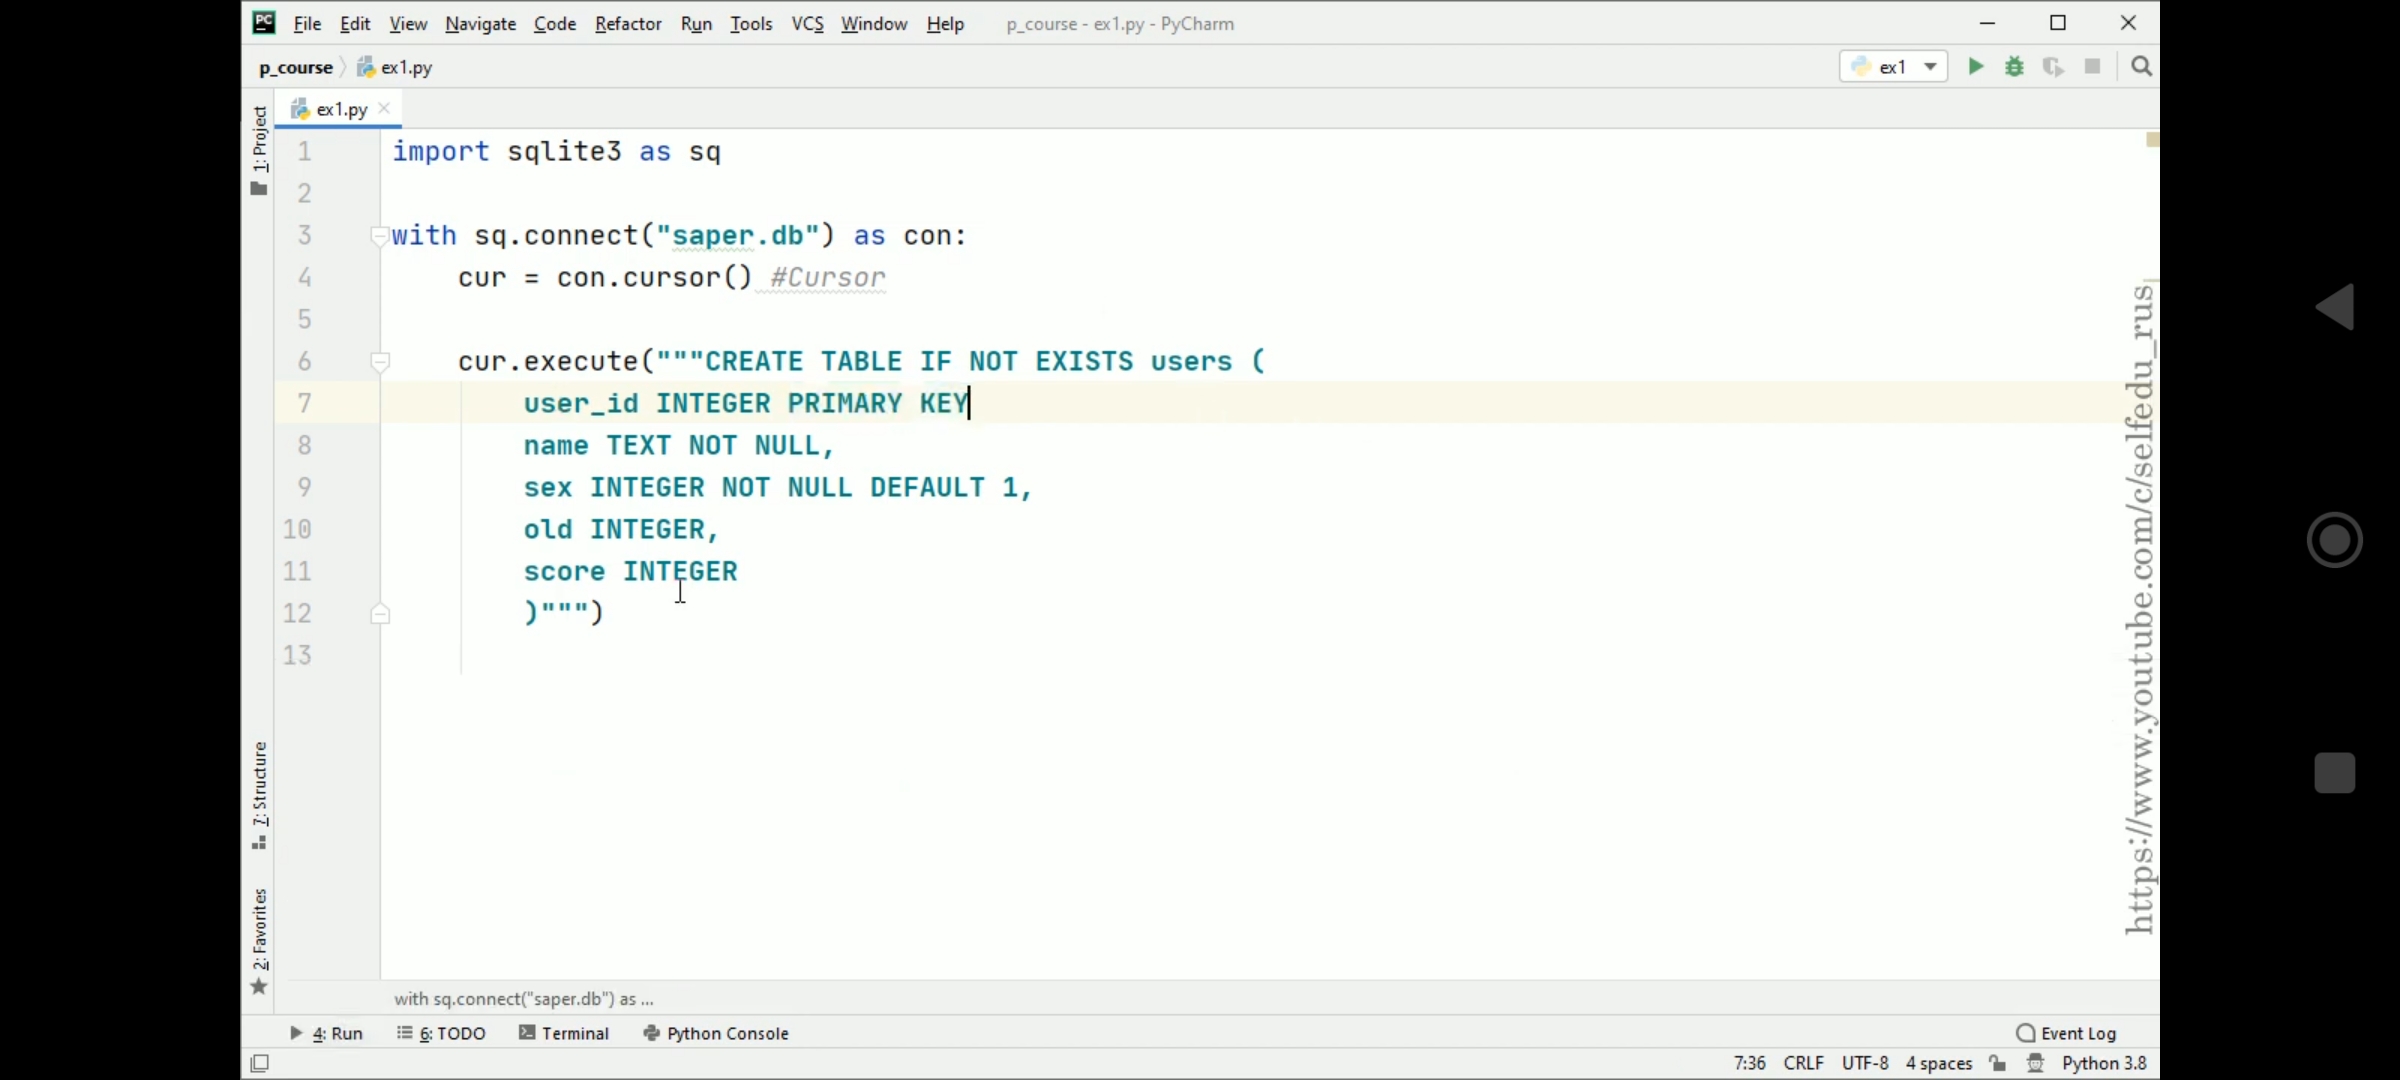 PC File Edit View Navigate Code Refactor Run Tools VCS Window Help p_course - ex1.py - PyCharm
p_course ex1.py ex1
ex1.py
1: Project
1 import sqlite3 as sq
2
3 with sq.connect("saper.db") as con:
4 cur = con.cursor() #Cursor
5
6 cur.execute("""CREATE TABLE IF NOT EXISTS users (
7 user_id INTEGER PRIMARY KEY
8 name TEXT NOT NULL,
9 sex INTEGER NOT NULL DEFAULT 1,
10 old INTEGER,
11 score INTEGER
12 )""")
13
7: Structure
2: Favorites
https://www.youtube.com/c/selfedu_rus
with sq.connect("saper.db") as ...
4: Run 6: TODO Terminal Python Console Event Log
7:36 CRLF UTF-8 4 spaces Python 3.8